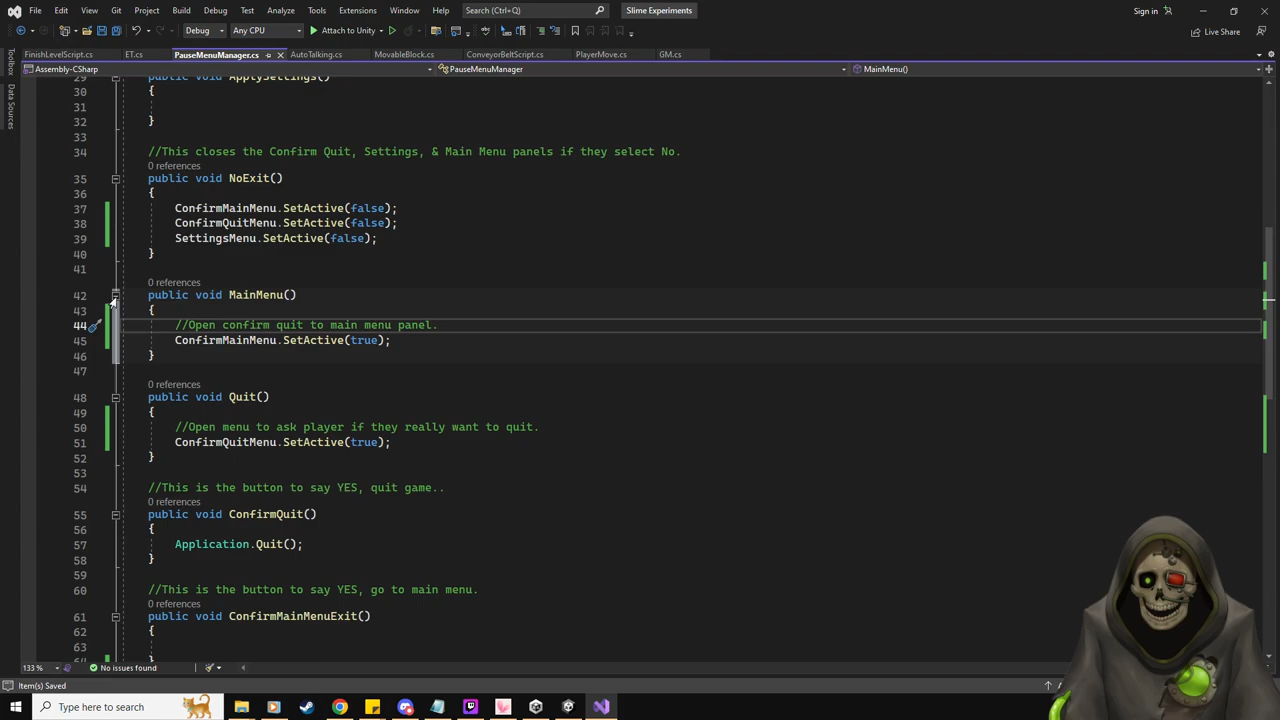 File Edit View Git Project Build Debug Test Analyze Tools Extensions Window Help Search (Ctrl+Q) Slime Experiments Sign in
Debug Any CPU Attach to Unity Live Share
FinishLevelScript.cs ET.cs PauseMenuManager.cs AutoTalking.cs MovableBlock.cs ConveyorBeltScript.cs PlayerMove.cs GM.cs
Toolbox
Data Sources
Assembly-CSharp PauseMenuManager MainMenu()
29 public void ApplySettings()
30 {
31
32 }
33
34 //This closes the Confirm Quit, Settings, & Main Menu panels if they select No.
0 references
35 public void NoExit()
36 {
37 ConfirmMainMenu.SetActive(false);
38 ConfirmQuitMenu.SetActive(false);
39 SettingsMenu.SetActive(false);
40 }
41
0 references
42 public void MainMenu()
43 {
44 //Open confirm quit to main menu panel.
45 ConfirmMainMenu.SetActive(true);
46 }
47
0 references
48 public void Quit()
49 {
50 //Open menu to ask player if they really want to quit.
51 ConfirmQuitMenu.SetActive(true);
52 }
53
54 //This is the button to say YES, quit game..
0 references
55 public void ConfirmQuit()
56 {
57 Application.Quit();
58 }
59
60 //This is the button to say YES, go to main menu.
0 references
61 public void ConfirmMainMenuExit()
62 {
63
64 }
133 % No issues found
Item(s) Saved
Type here to search